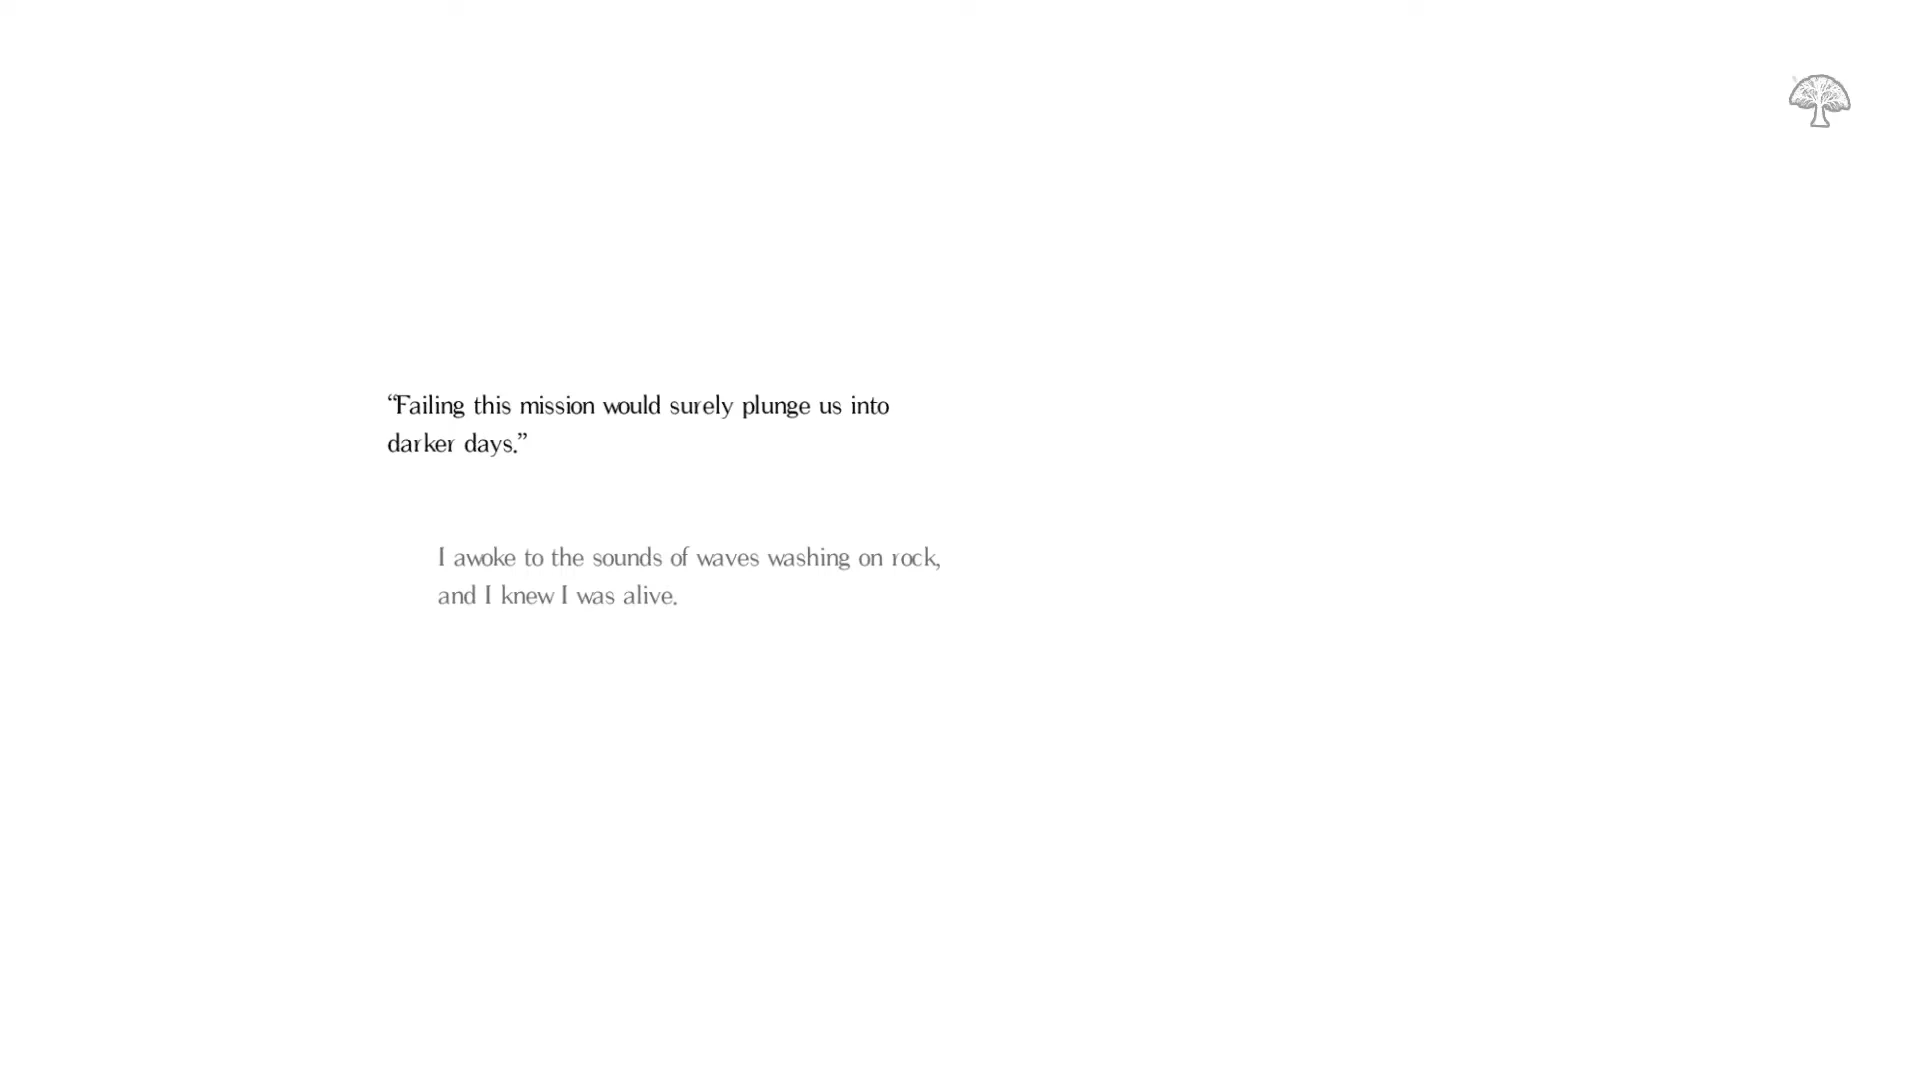 “Failing this mission would surely plunge us into
darker days.”
I awoke to the sounds of waves washing on rock,
and I knew I was alive.